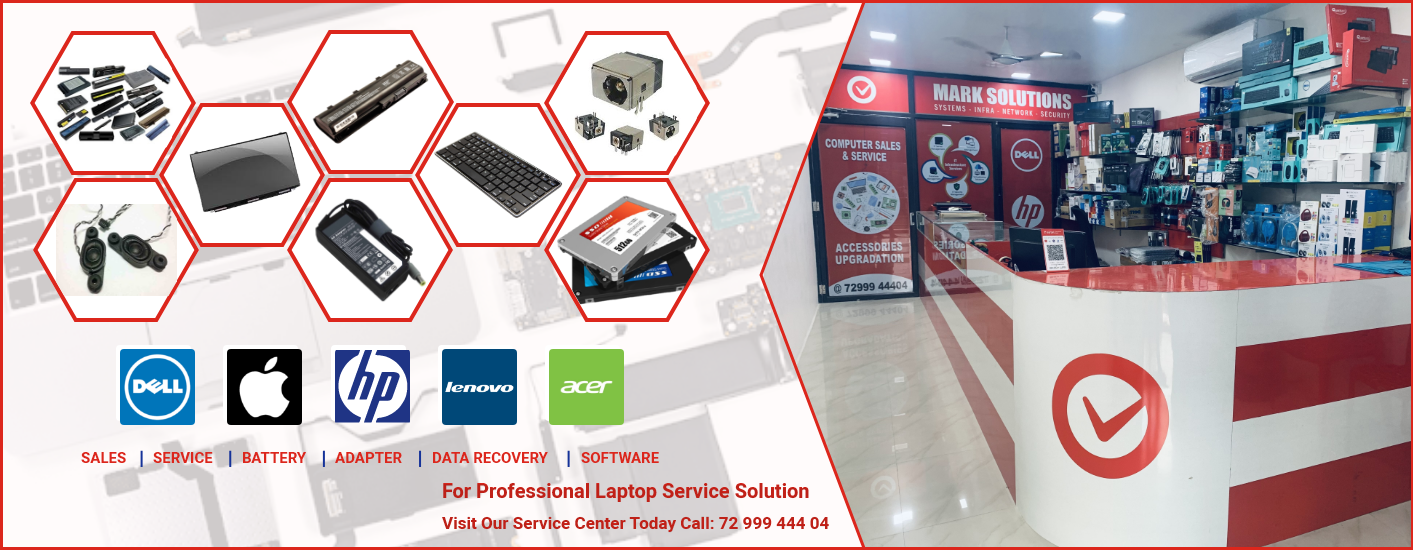 DELL
hp
lenovo
acer
SALES | SERVICE | BATTERY | ADAPTER | DATA RECOVERY | SOFTWARE
For Professional Laptop Service Solution
Visit Our Service Center Today Call: 72 999 444 04
MARK SOLUTIONS
SYSTEMS - INFRA - NETWORK - SECURITY
COMPUTER SALES
& SERVICE
ACCESSORIES
UPGRADATION
@ 72999 44404
DELL
hp
512GB